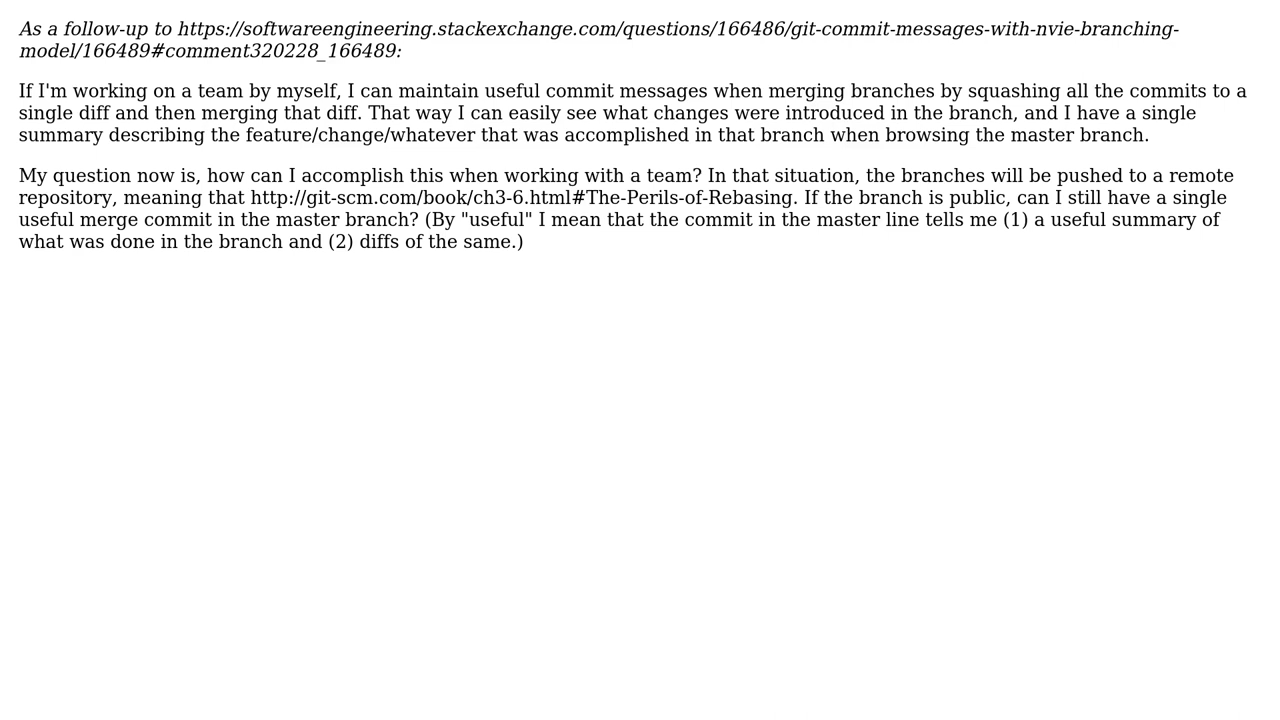 As a follow-up to https://softwareengineering.stackexchange.com/questions/166486/git-commit-messages-with-nvie-branching-
model/166489#comment320228_166489:
If I'm working on a team by myself, I can maintain useful commit messages when merging branches by squashing all the commits to a
single diff and then merging that diff. That way I can easily see what changes were introduced in the branch, and I have a single
summary describing the feature/change/whatever that was accomplished in that branch when browsing the master branch.
My question now is, how can I accomplish this when working with a team? In that situation, the branches will be pushed to a remote
repository, meaning that http://git-scm.com/book/ch3-6.html#The-Perils-of-Rebasing. If the branch is public, can I still have a single
useful merge commit in the master branch? (By "useful" I mean that the commit in the master line tells me (1) a useful summary of
what was done in the branch and (2) diffs of the same.)